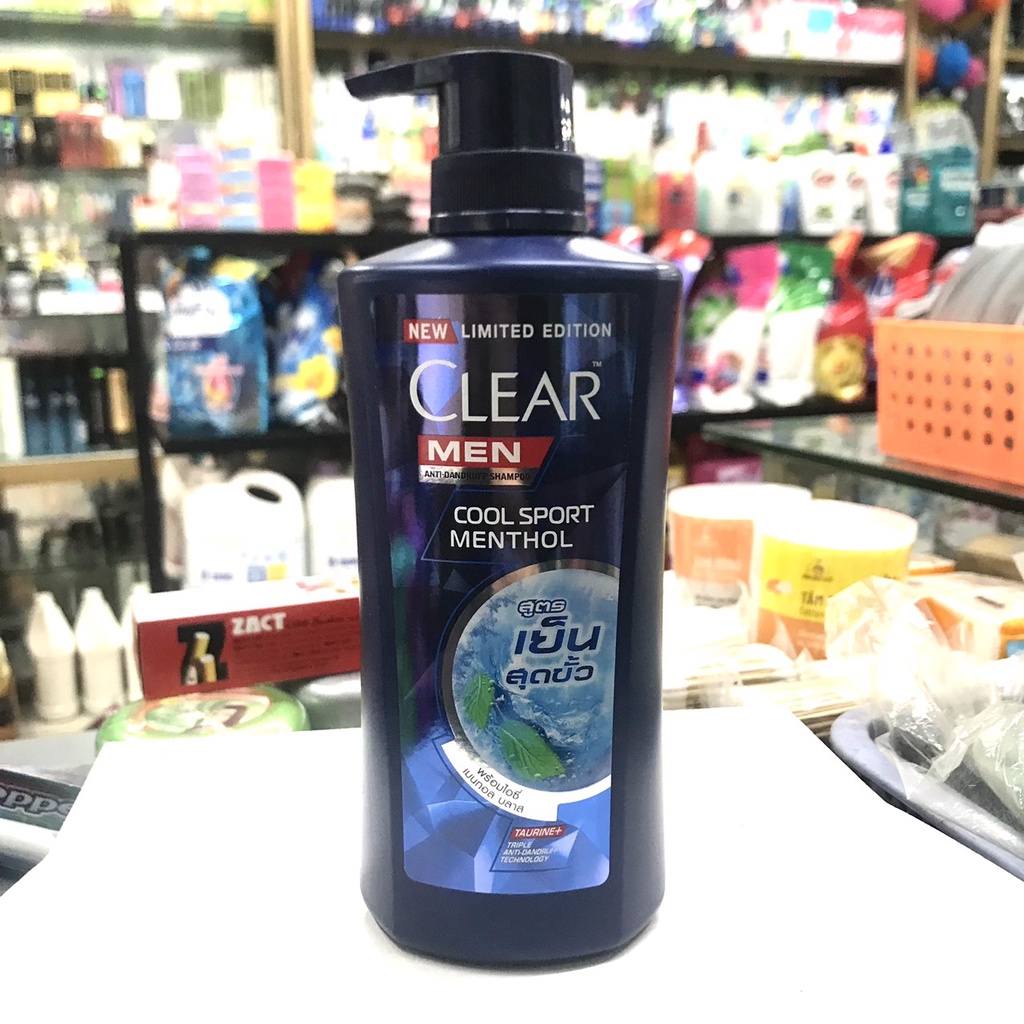 NEW LIMITED EDITION
CLEAR™
MEN
ANTI-DANDRUFF SHAMPOO
COOL SPORT
MENTHOL
สูตร
เย็น
สุดขั้ว
พร้อมไอซ์
เมนทอล บลาส
TAURINE+
TRIPLE
ANTI-DANDRUFF
TECHNOLOGY
ZACT